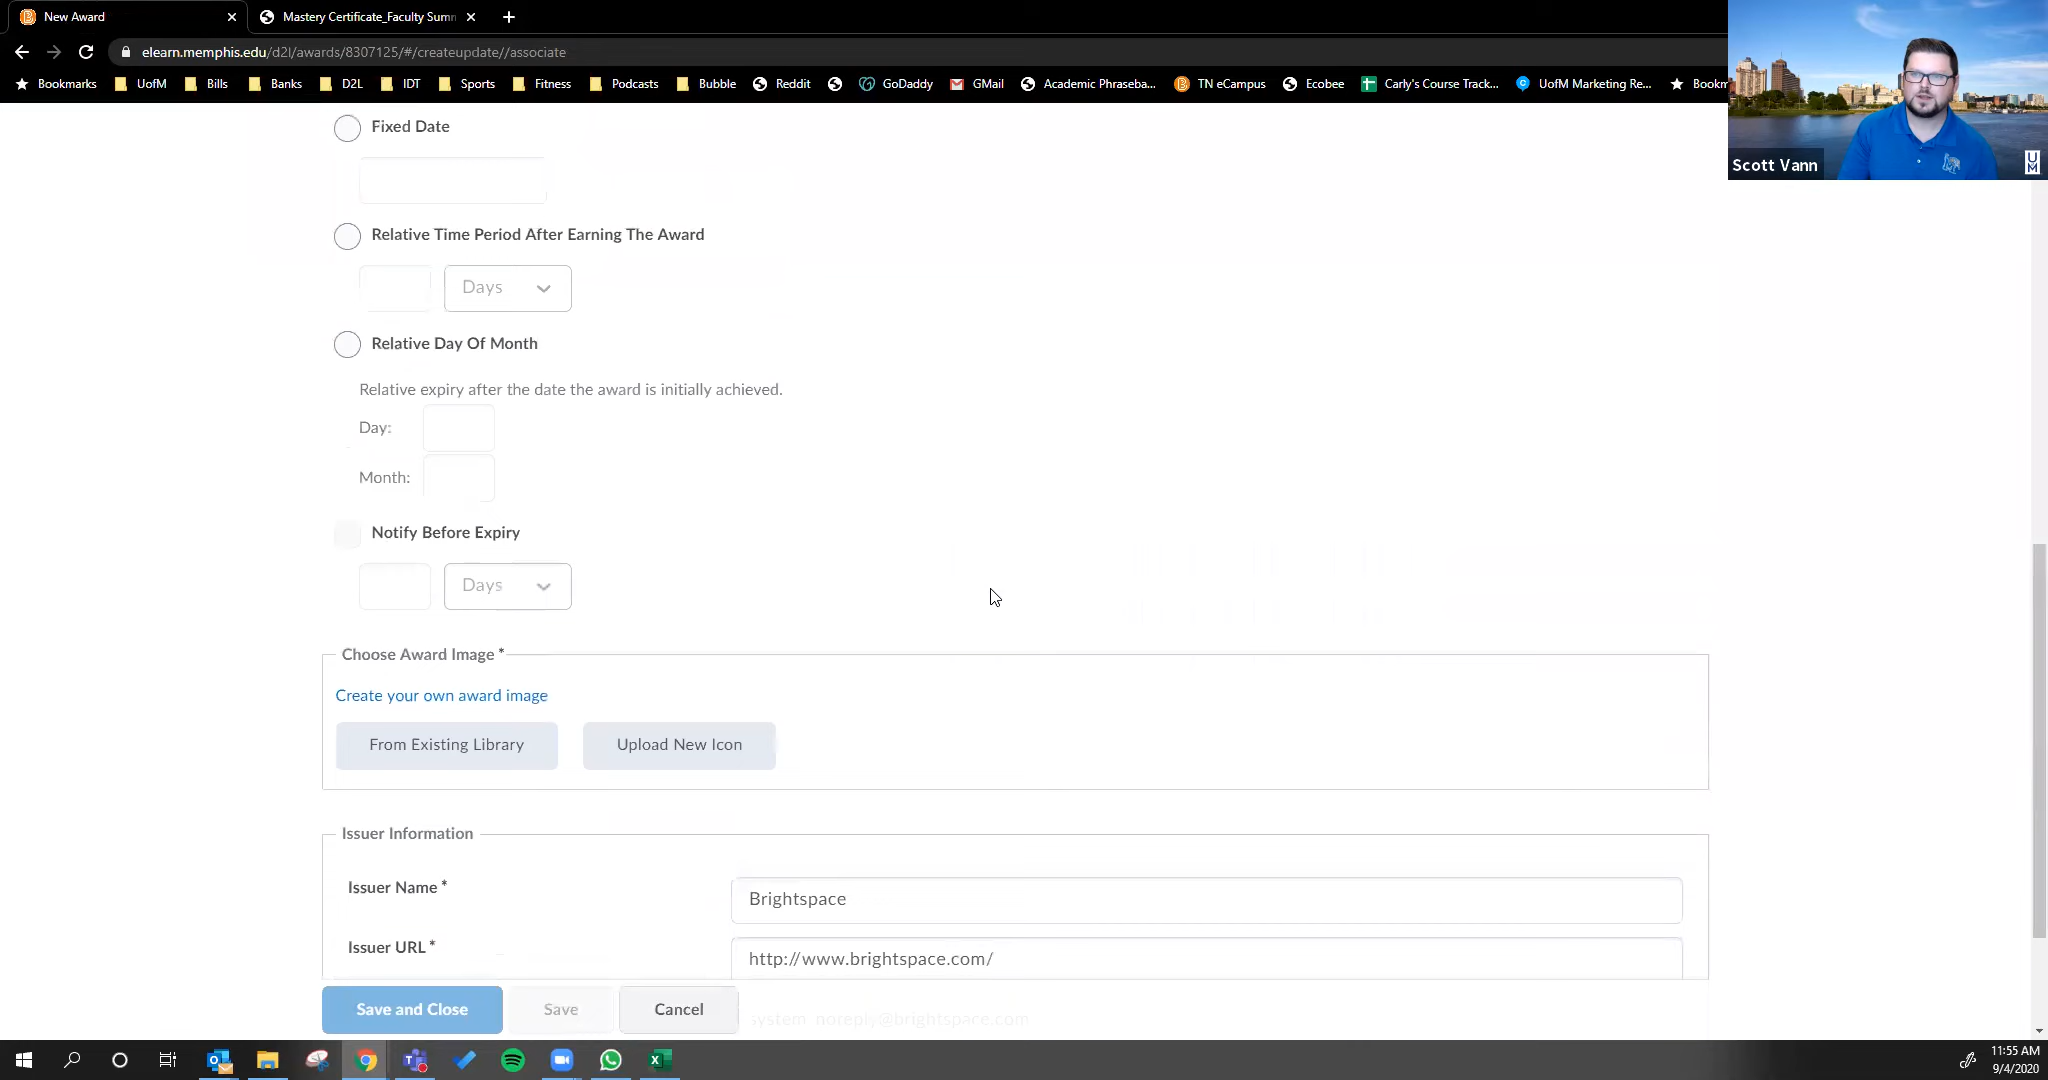 New Award
Mastery Certificate_Faculty Sum
elearn.memphis.edu/d2l/awards/8307125/#/createupdate//associate
Bookmarks UofM Bills Banks D2L IDT Sports Fitness Podcasts Bubble Reddit GoDaddy GMail Academic Phraseba... TN eCampus Ecobee Carly's Course Track... UofM Marketing Re... Bookm
Scott Vann
Fixed Date
Relative Time Period After Earning The Award
Days
Relative Day Of Month
Relative expiry after the date the award is initially achieved.
Day:
Month:
Notify Before Expiry
Days
Choose Award Image *
Create your own award image
From Existing Library Upload New Icon
Issuer Information
Issuer Name * Brightspace
Issuer URL * http://www.brightspace.com/
Save and Close Save Cancel
system_noreply@brightspace.com
11:55 AM
9/4/2020